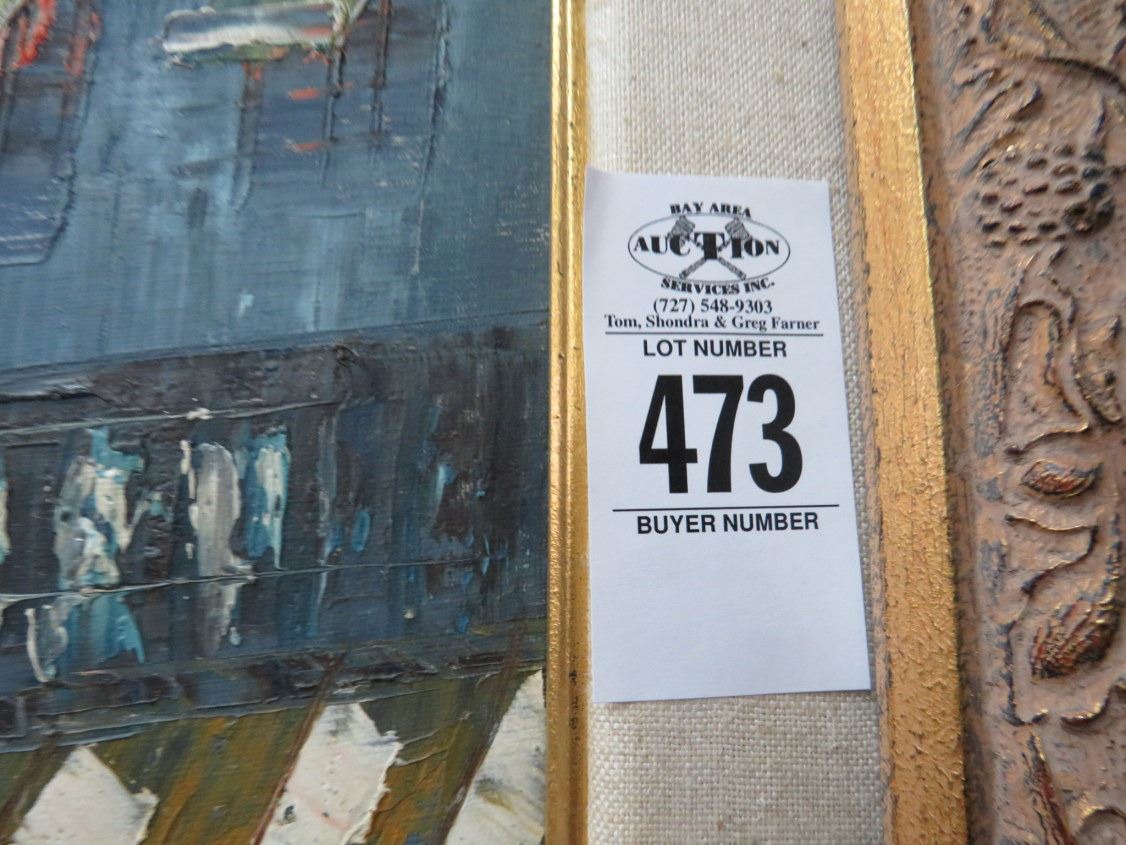 BAY AREA
AUCTION
SERVICES INC.
(727) 548-9303
Tom, Shondra & Greg Farner
LOT NUMBER
473
BUYER NUMBER